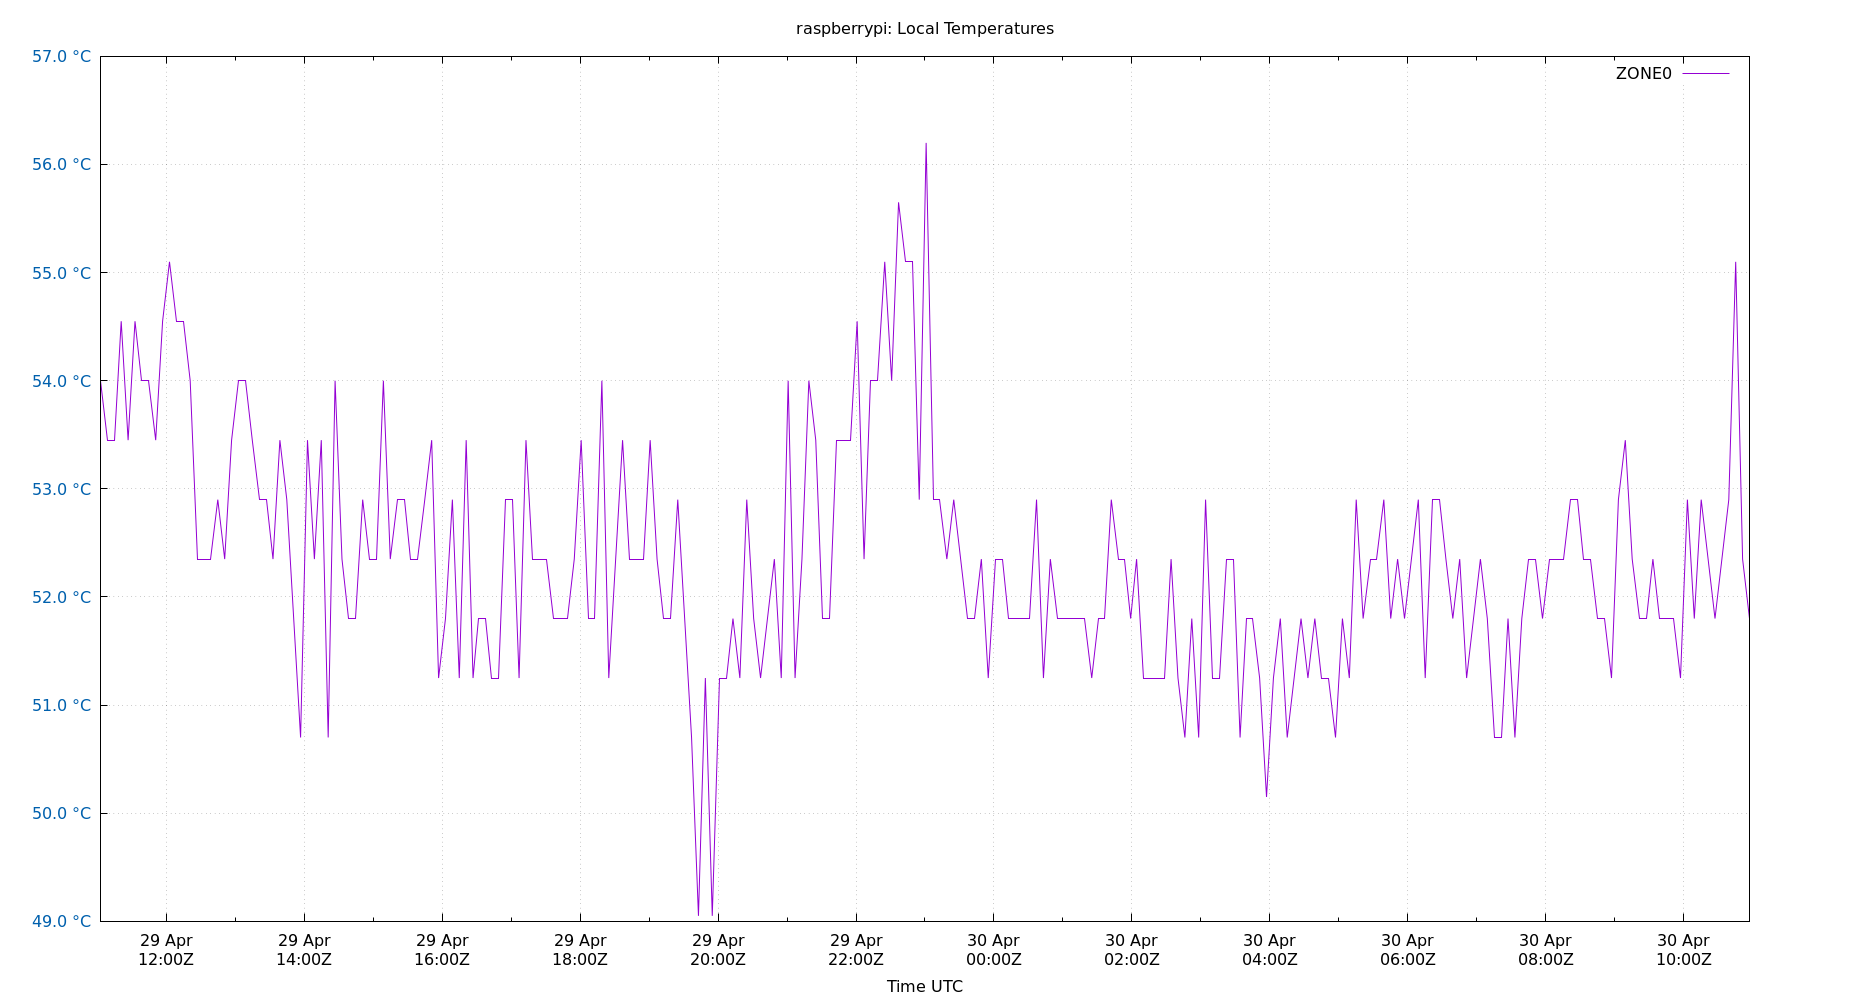 raspberrypi: Local Temperatures
57.0 °C
ZONE0
56.0 °C
55.0 °C
54.0 °C
53.0 °C
52.0 °C
51.0 °C
50.0 °C
49.0 °C
29 Apr 29 Apr 29 Apr 29 Apr 29 Apr 29 Apr 30 Apr 30 Apr 30 Apr 30 Apr 30 Apr 30 Apr
12:00Z 14:00Z 16:00Z 18:00Z 20:00Z 22:00Z 00:00Z 02:00Z 04:00Z 06:00Z 08:00Z 10:00Z
Time UTC